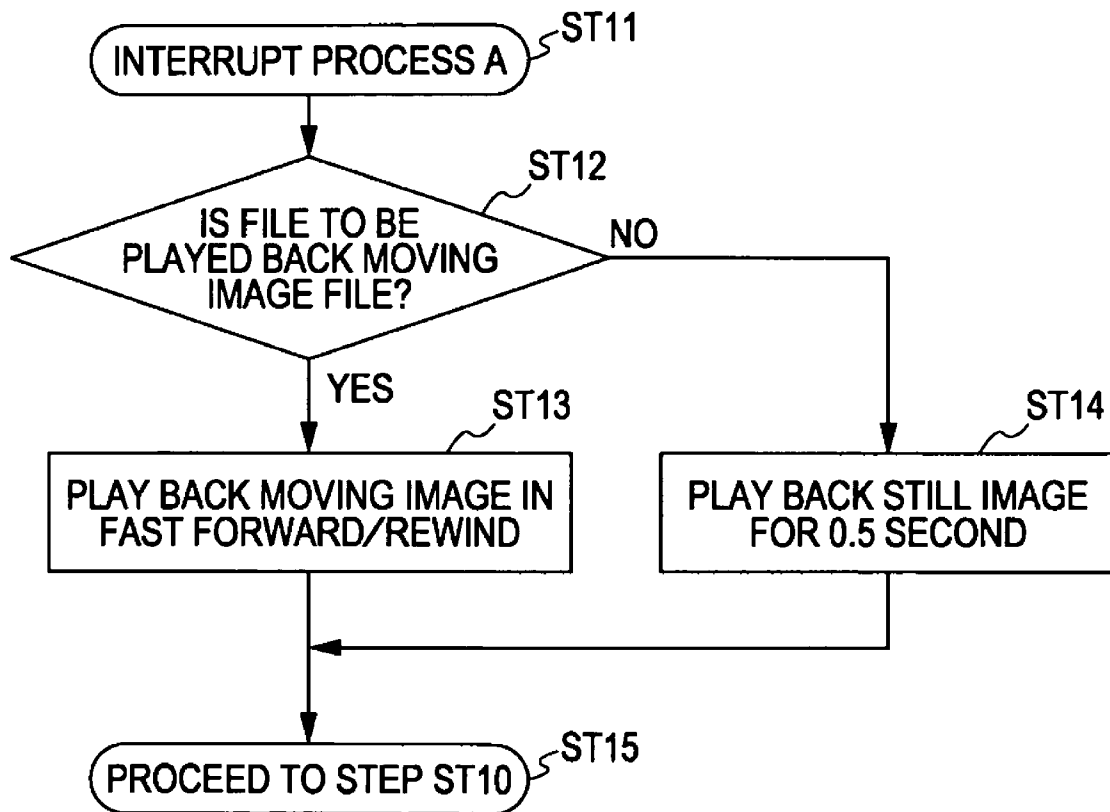 INTERRUPT PROCESS A
ST11
ST12
IS FILE TO BE
PLAYED BACK MOVING
IMAGE FILE?
NO
YES
ST13
ST14
PLAY BACK MOVING IMAGE IN
FAST FORWARD/REWIND
PLAY BACK STILL IMAGE
FOR 0.5 SECOND
PROCEED TO STEP ST10
ST15